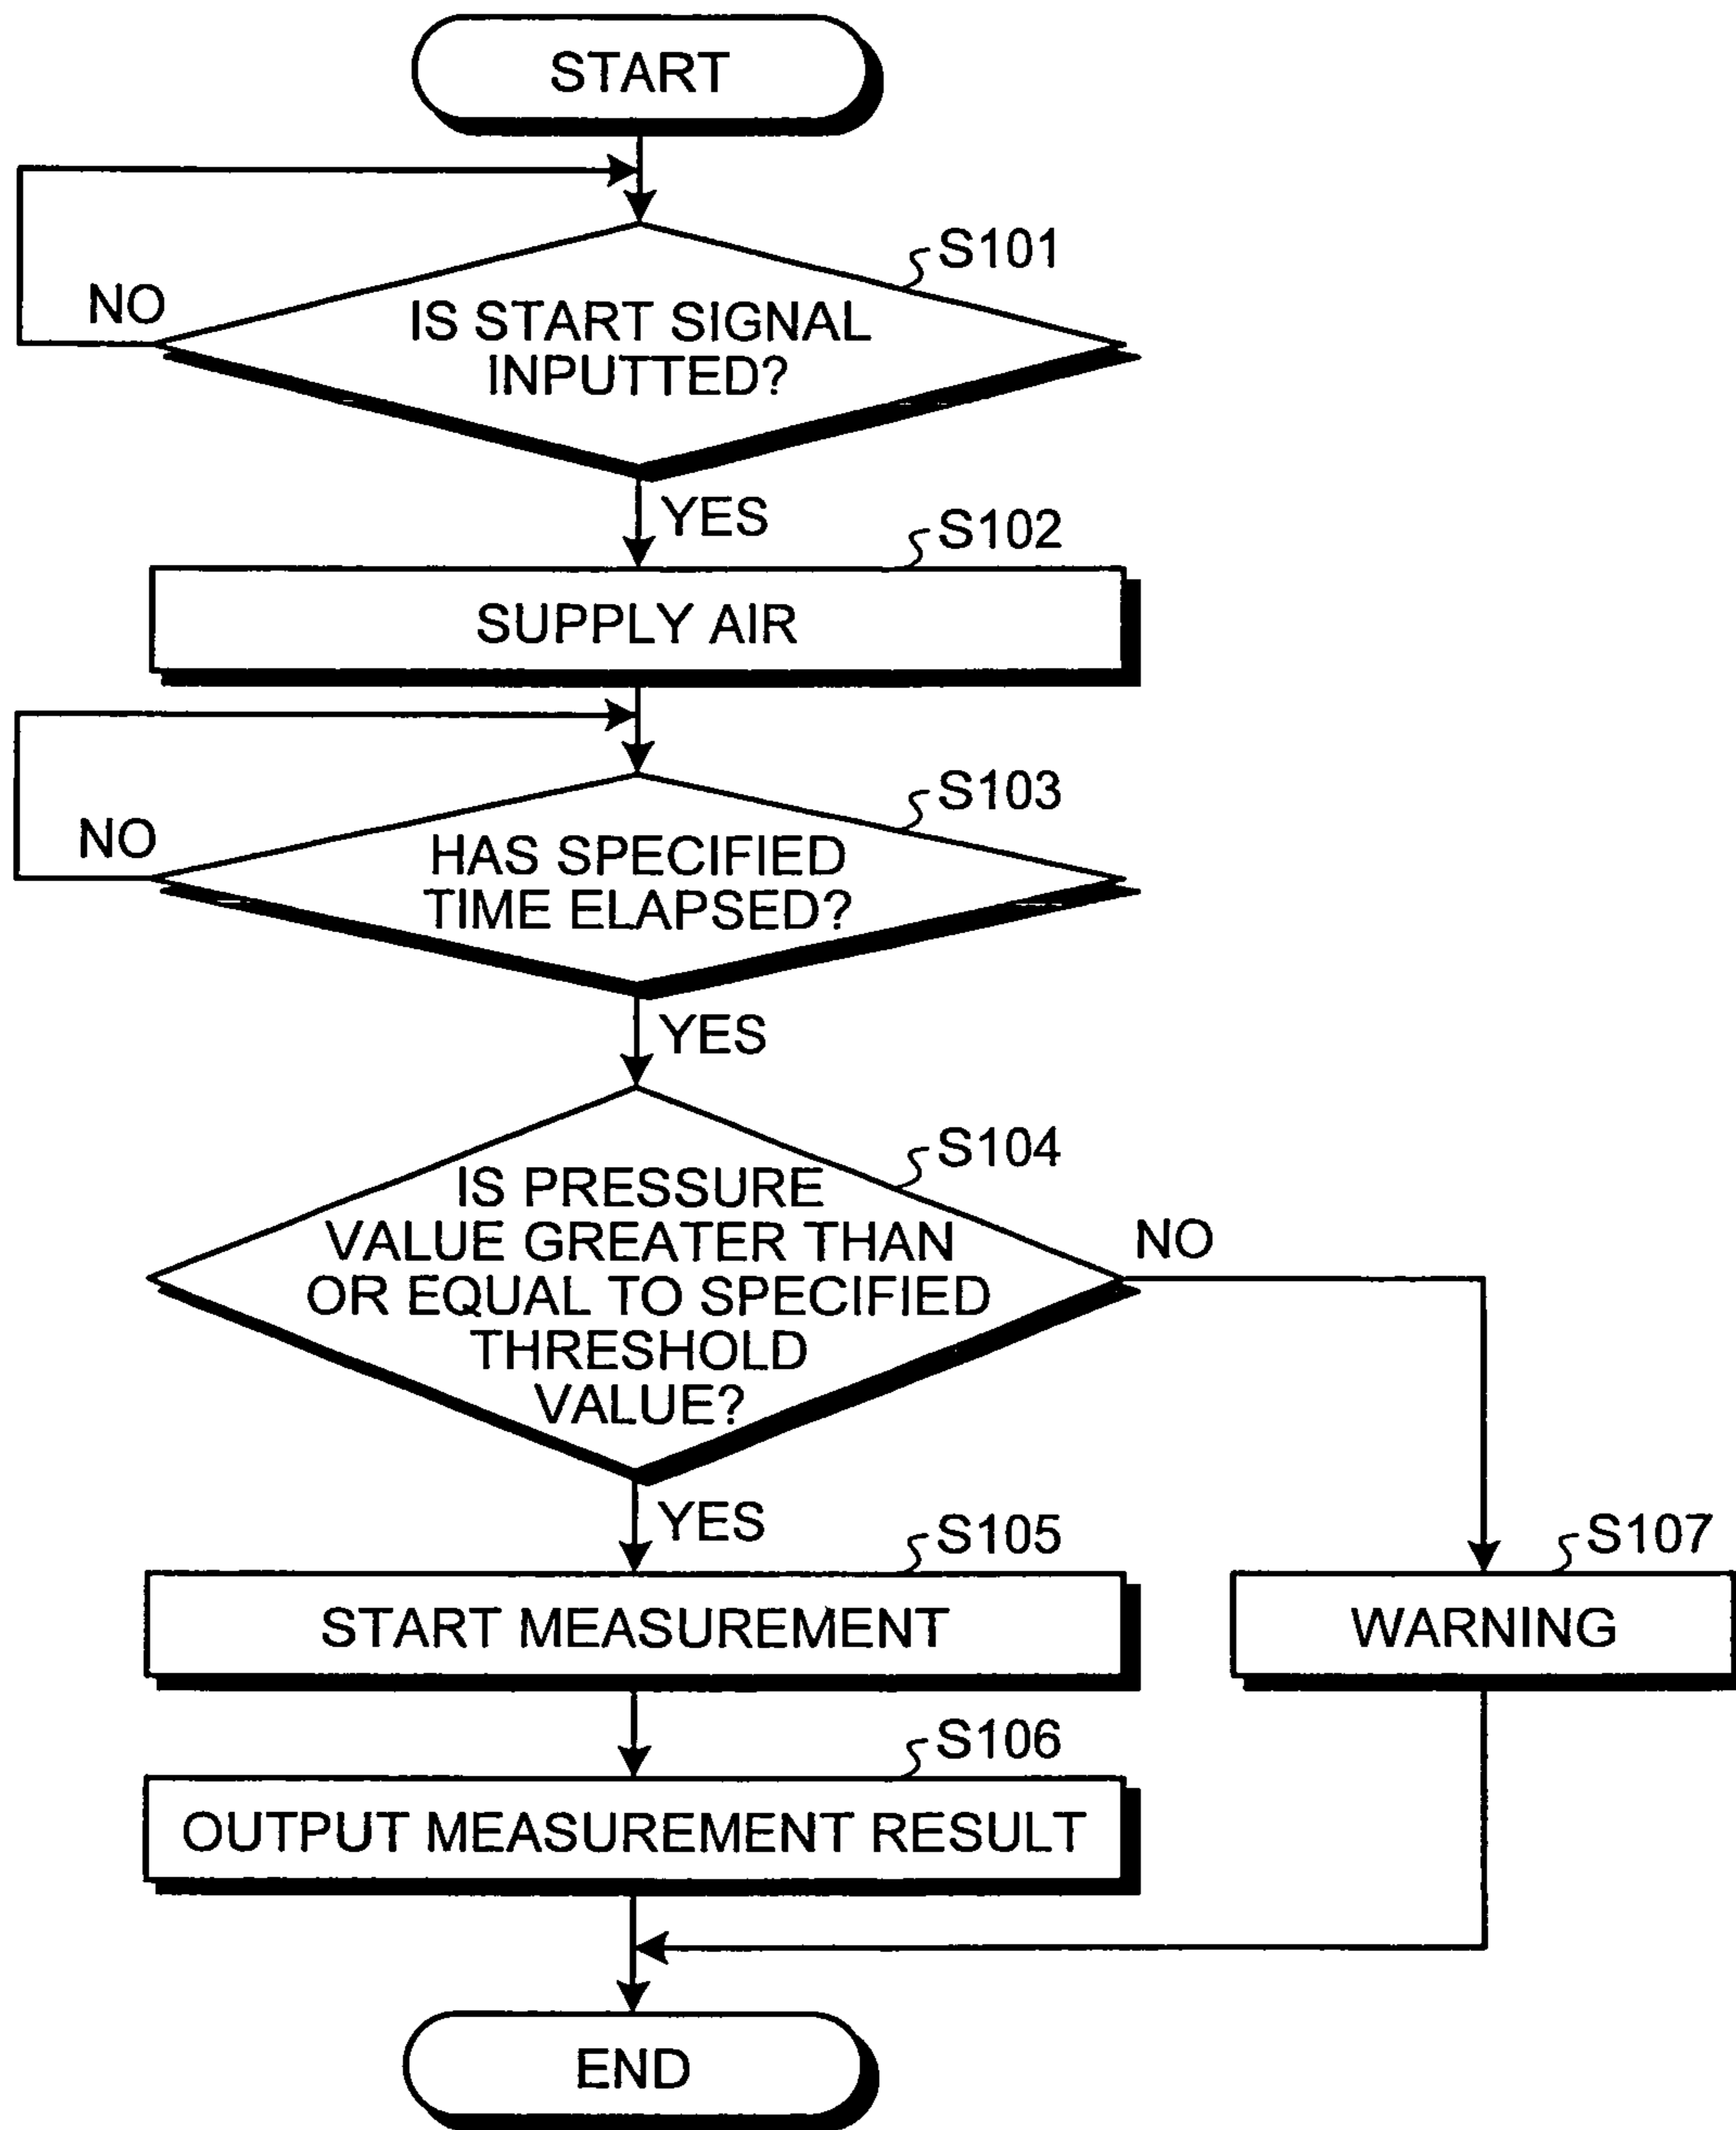 START
S101
NO
IS START SIGNAL
INPUTTED?
YES
S102
SUPPLY AIR
S103
NO
HAS SPECIFIED
TIME ELAPSED?
YES
S104
IS PRESSURE
VALUE GREATER THAN
OR EQUAL TO SPECIFIED
THRESHOLD
VALUE?
NO
YES
S105
START MEASUREMENT
S107
WARNING
S106
OUTPUT MEASUREMENT RESULT
END